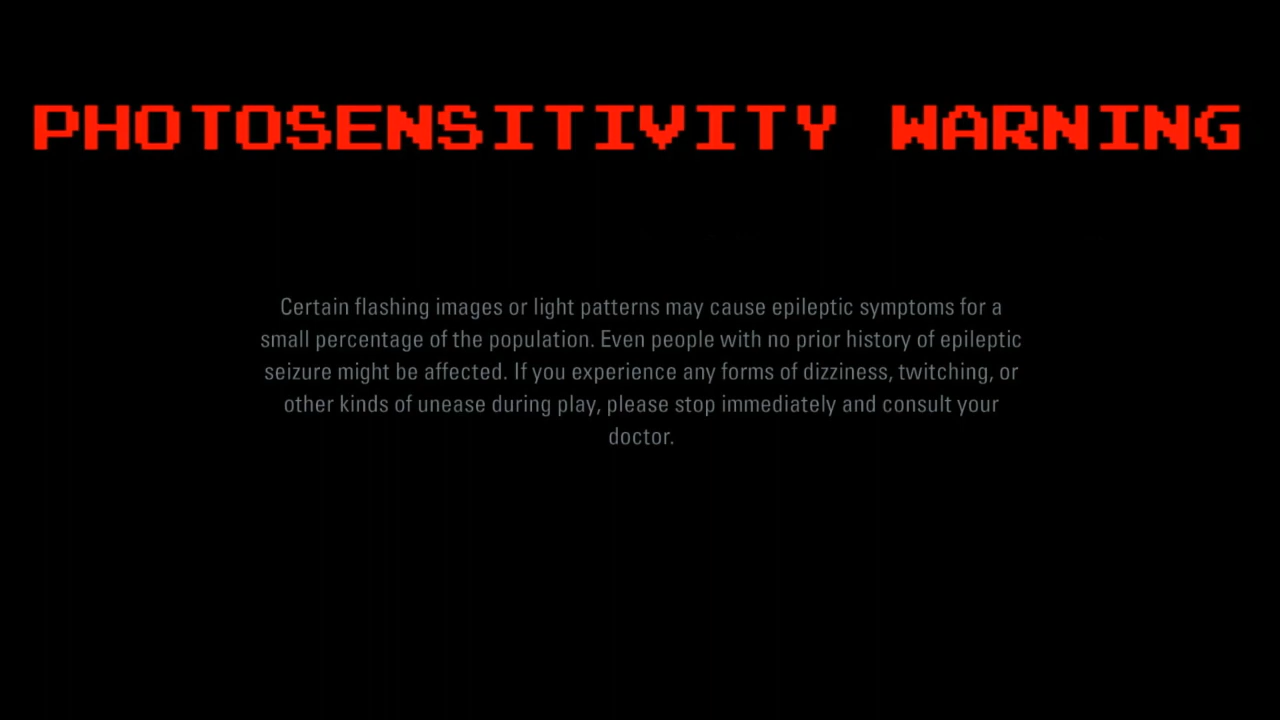 PHOTOSENSITIVITY WARNING
Certain flashing images or light patterns may cause epileptic symptoms for a
small percentage of the population. Even people with no prior history of epileptic
seizure might be affected. If you experience any forms of dizziness, twitching, or
other kinds of unease during play, please stop immediately and consult your
doctor.